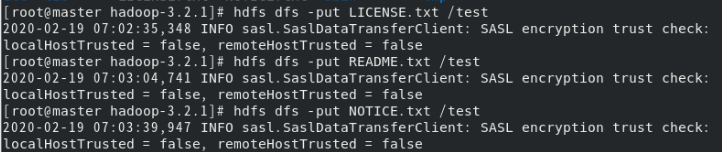 [root@master hadoop-3.2.1]# hdfs dfs -put LICENSE.txt /test
2020-02-19 07:02:35,348 INFO sasl.SaslDataTransferClient: SASL encryption trust check:
localHostTrusted = false, remoteHostTrusted = false
[root@master hadoop-3.2.1]# hdfs dfs -put README.txt /test
2020-02-19 07:03:04,741 INFO sasl.SaslDataTransferClient: SASL encryption trust check:
localHostTrusted = false, remoteHostTrusted = false
[root@master hadoop-3.2.1]# hdfs dfs -put NOTICE.txt /test
2020-02-19 07:03:39,947 INFO sasl.SaslDataTransferClient: SASL encryption trust check:
localHostTrusted = false, remoteHostTrusted = false